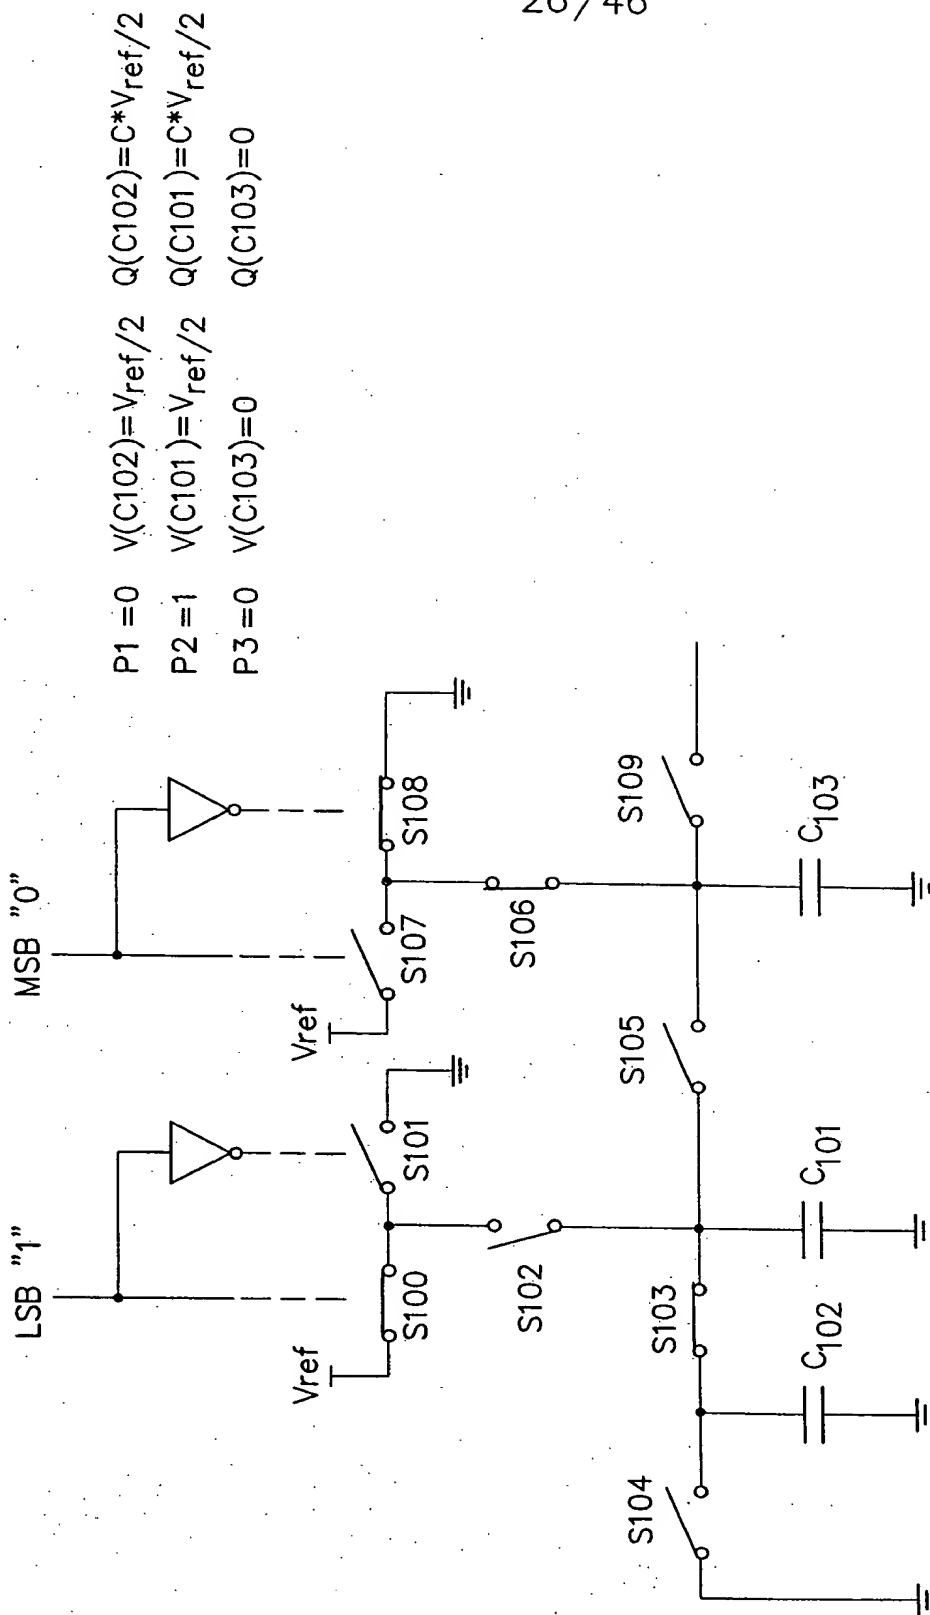 26/46
P1=0 V(C102)=Vref/2 Q(C102)=C*Vref/2
P2=1 V(C101)=Vref/2 Q(C101)=C*Vref/2
P3=0 V(C103)=0 Q(C103)=0
LSB "1"
MSB "0"
Vref
S100
S101
Vref
S107
S108
S102
S106
S104
S103
S105
S109
C102
C101
C103